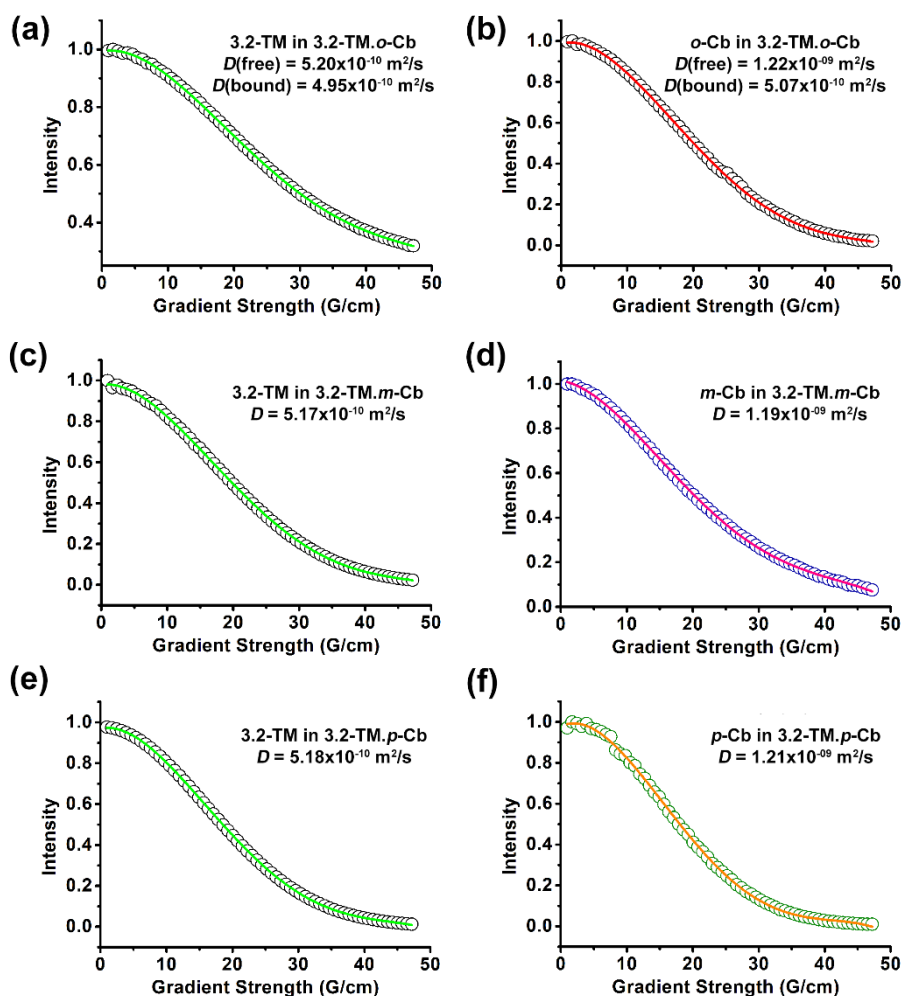 (a)
3.2-TM in 3.2-TM.o-Cb
D(free) = 5.20x10⁻¹⁰ m²/s
D(bound) = 4.95x10⁻¹⁰ m²/s
1.0
0.8
0.6
0.4
Intensity
0 10 20 30 40 50
Gradient Strength (G/cm)
(b)
o-Cb in 3.2-TM.o-Cb
D(free) = 1.22x10⁻⁰⁹ m²/s
D(bound) = 5.07x10⁻¹⁰ m²/s
1.0
0.8
0.6
0.4
0.2
0.0
Intensity
0 10 20 30 40 50
Gradient Strength (G/cm)
(c)
3.2-TM in 3.2-TM.m-Cb
D = 5.17x10⁻¹⁰ m²/s
1.0
0.8
0.6
0.4
0.2
0.0
Intensity
0 10 20 30 40 50
Gradient Strength (G/cm)
(d)
m-Cb in 3.2-TM.m-Cb
D = 1.19x10⁻⁰⁹ m²/s
1.0
0.8
0.6
0.4
0.2
0.0
Intensity
0 10 20 30 40 50
Gradient Strength (G/cm)
(e)
3.2-TM in 3.2-TM.p-Cb
D = 5.18x10⁻¹⁰ m²/s
1.0
0.8
0.6
0.4
0.2
0.0
Intensity
0 10 20 30 40 50
Gradient Strength (G/cm)
(f)
p-Cb in 3.2-TM.p-Cb
D = 1.21x10⁻⁰⁹ m²/s
1.0
0.8
0.6
0.4
0.2
0.0
Intensity
0 10 20 30 40 50
Gradient Strength (G/cm)